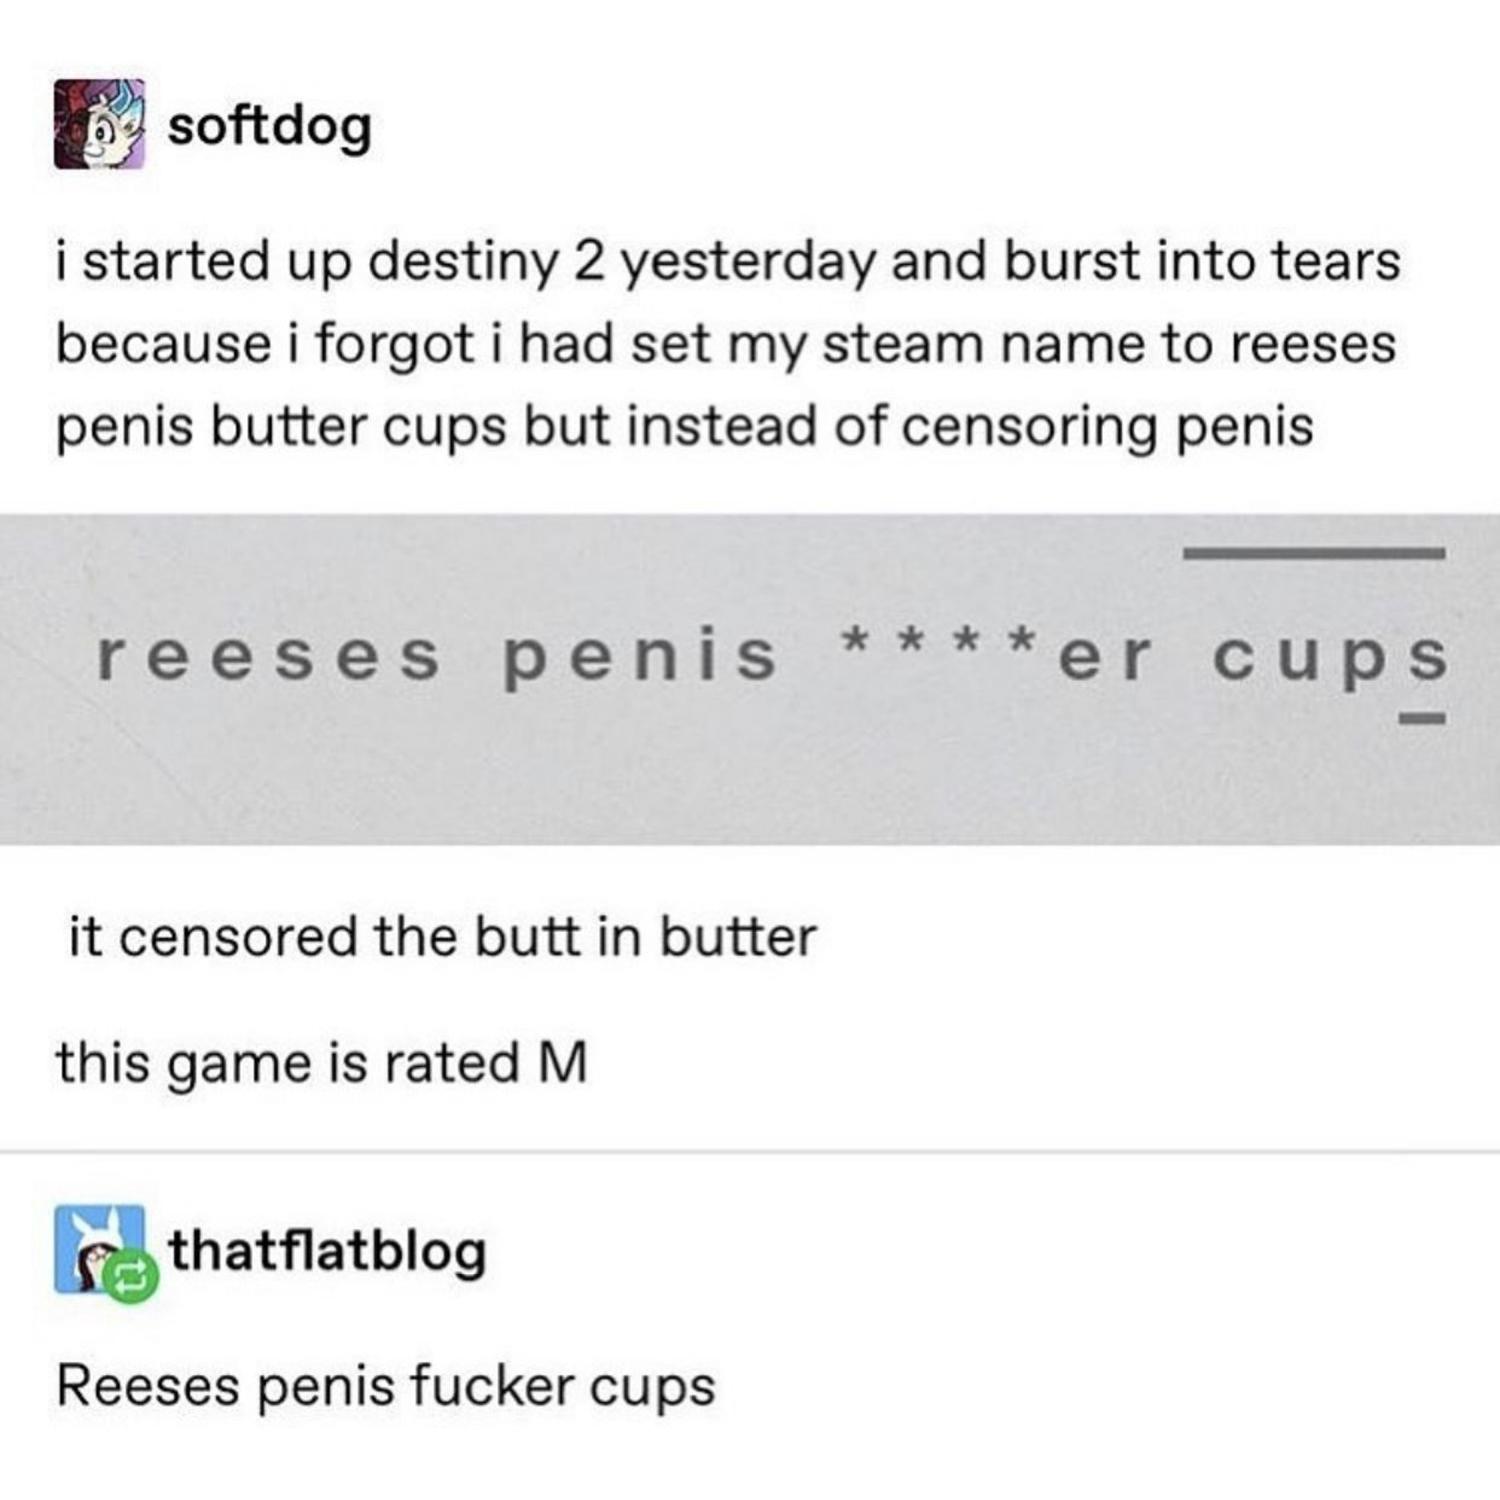 softdog
i started up destiny 2 yesterday and burst into tears
because i forgot i had set my steam name to reeses
penis butter cups but instead of censoring penis
reeses penis ****er cups
it censored the butt in butter
this game is rated M
thatflatblog
Reeses penis fucker cups